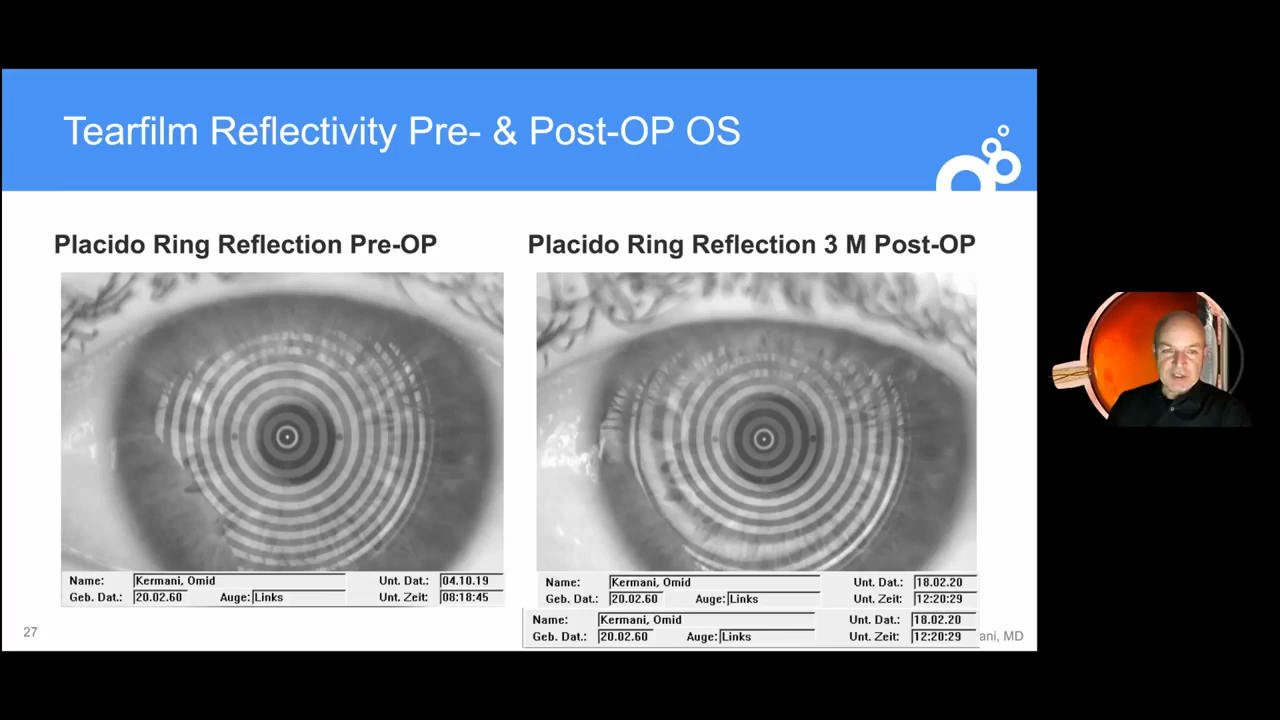 Tearfilm Reflectivity Pre- & Post-OP OS
Placido Ring Reflection Pre-OP
Placido Ring Reflection 3 M Post-OP
Name: Kermani, Omid Unt. Dat.: 04.10.19
Geb. Dat.: 20.02.60 Auge: Links Unt. Zeit: 08:18:45
Name: Kermani, Omid Unt. Dat.: 18.02.20
Geb. Dat.: 20.02.60 Auge: Links Unt. Zeit: 12:20:29
Name: Kermani, Omid Unt. Dat.: 18.02.20
Geb. Dat.: 20.02.60 Auge: Links Unt. Zeit: 12:20:29
27
ani, MD